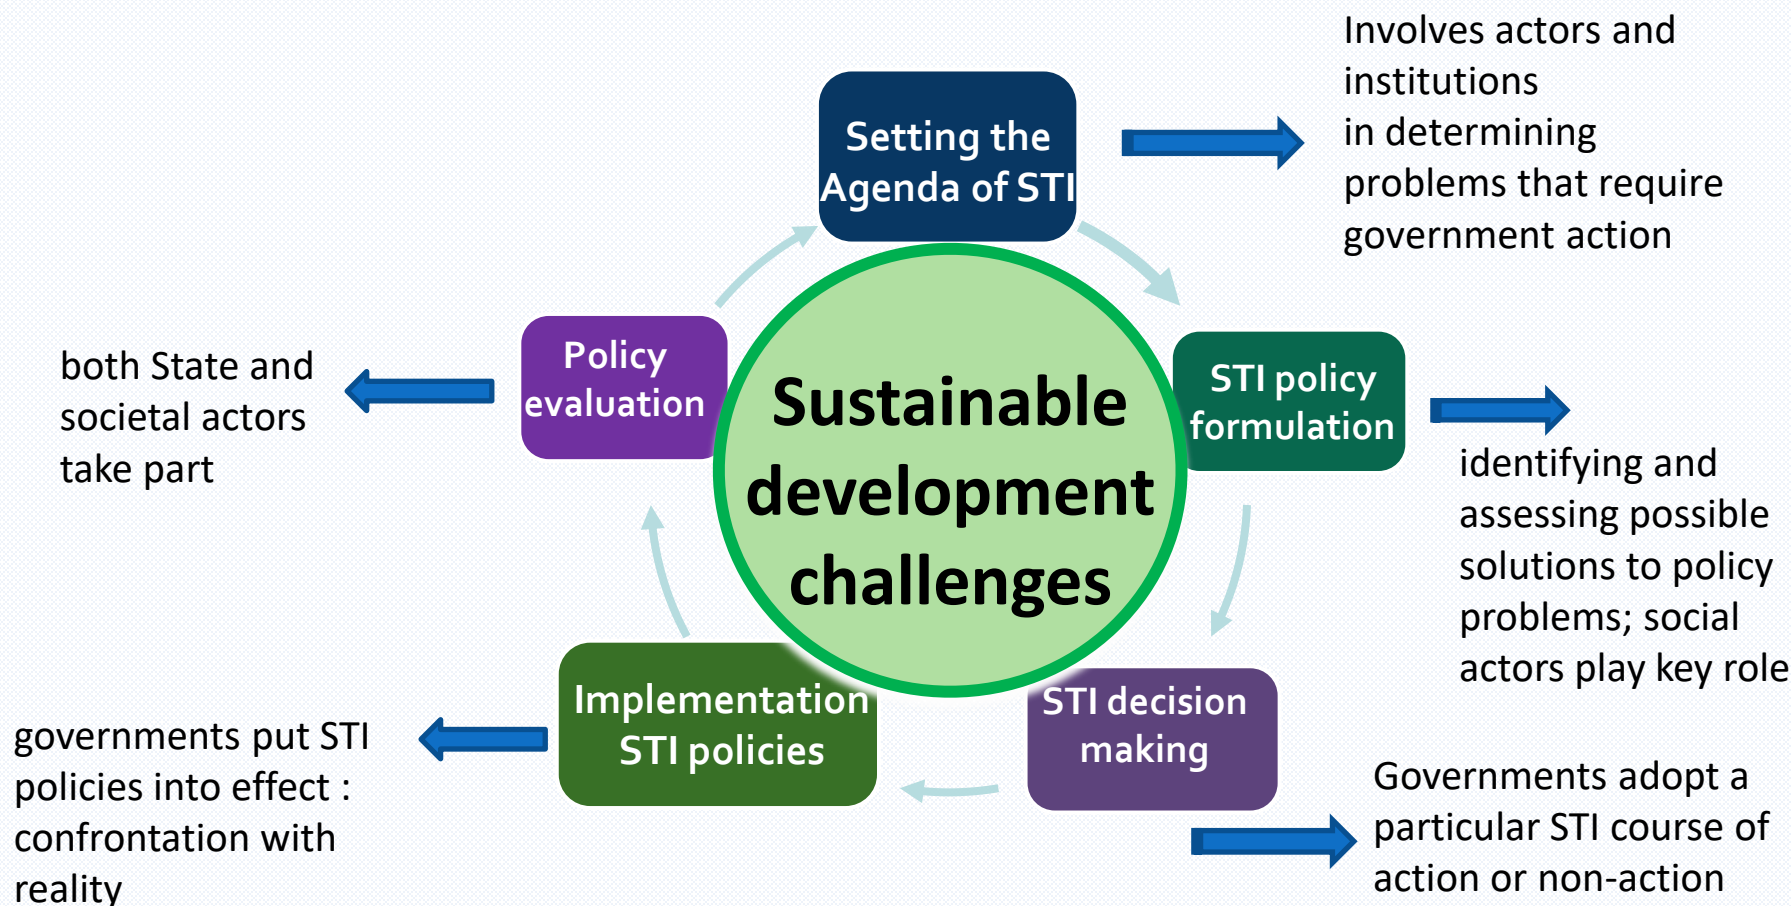 Involves actors and
institutions
in determining
problems that require
government action
Setting the
Agenda of STI
Policy
evaluation
both State and
societal actors
take part
Sustainable
development
challenges
STI policy
formulation
identifying and
assessing possible
solutions to policy
problems; social
actors play key role
Implementation
STI policies
STI decision
making
governments put STI
policies into effect :
confrontation with
reality
Governments adopt a
particular STI course of
action or non-action